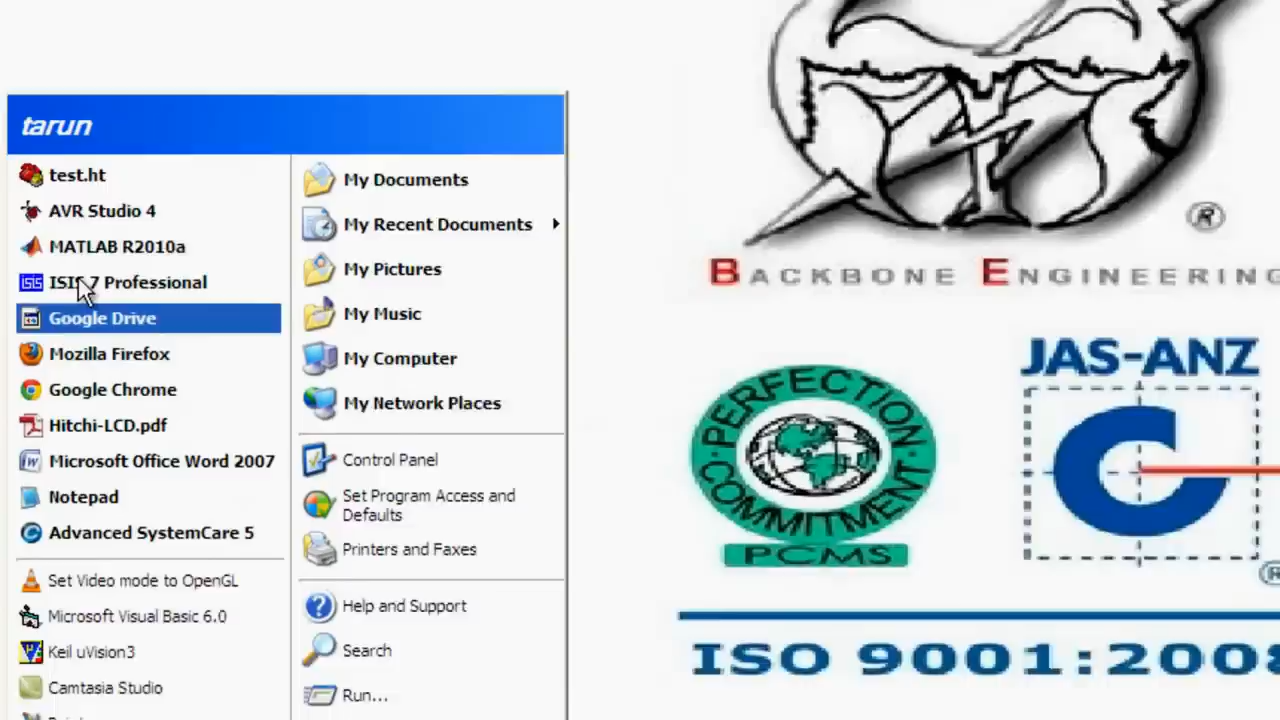 tarun
test.ht
AVR Studio 4
MATLAB R2010a
ISIS 7 Professional
Google Drive
Mozilla Firefox
Google Chrome
Hitchi-LCD.pdf
Microsoft Office Word 2007
Notepad
Advanced SystemCare 5
Set Video mode to OpenGL
Microsoft Visual Basic 6.0
Keil uVision3
Camtasia Studio
My Documents
My Recent Documents
My Pictures
My Music
My Computer
My Network Places
Control Panel
Set Program Access and
Defaults
Printers and Faxes
Help and Support
Search
Run...
®
BACKBONE ENGINEERING
PERFECTION
COMMITMENT
PCMS
JAS-ANZ
C
®
ISO 9001:2008